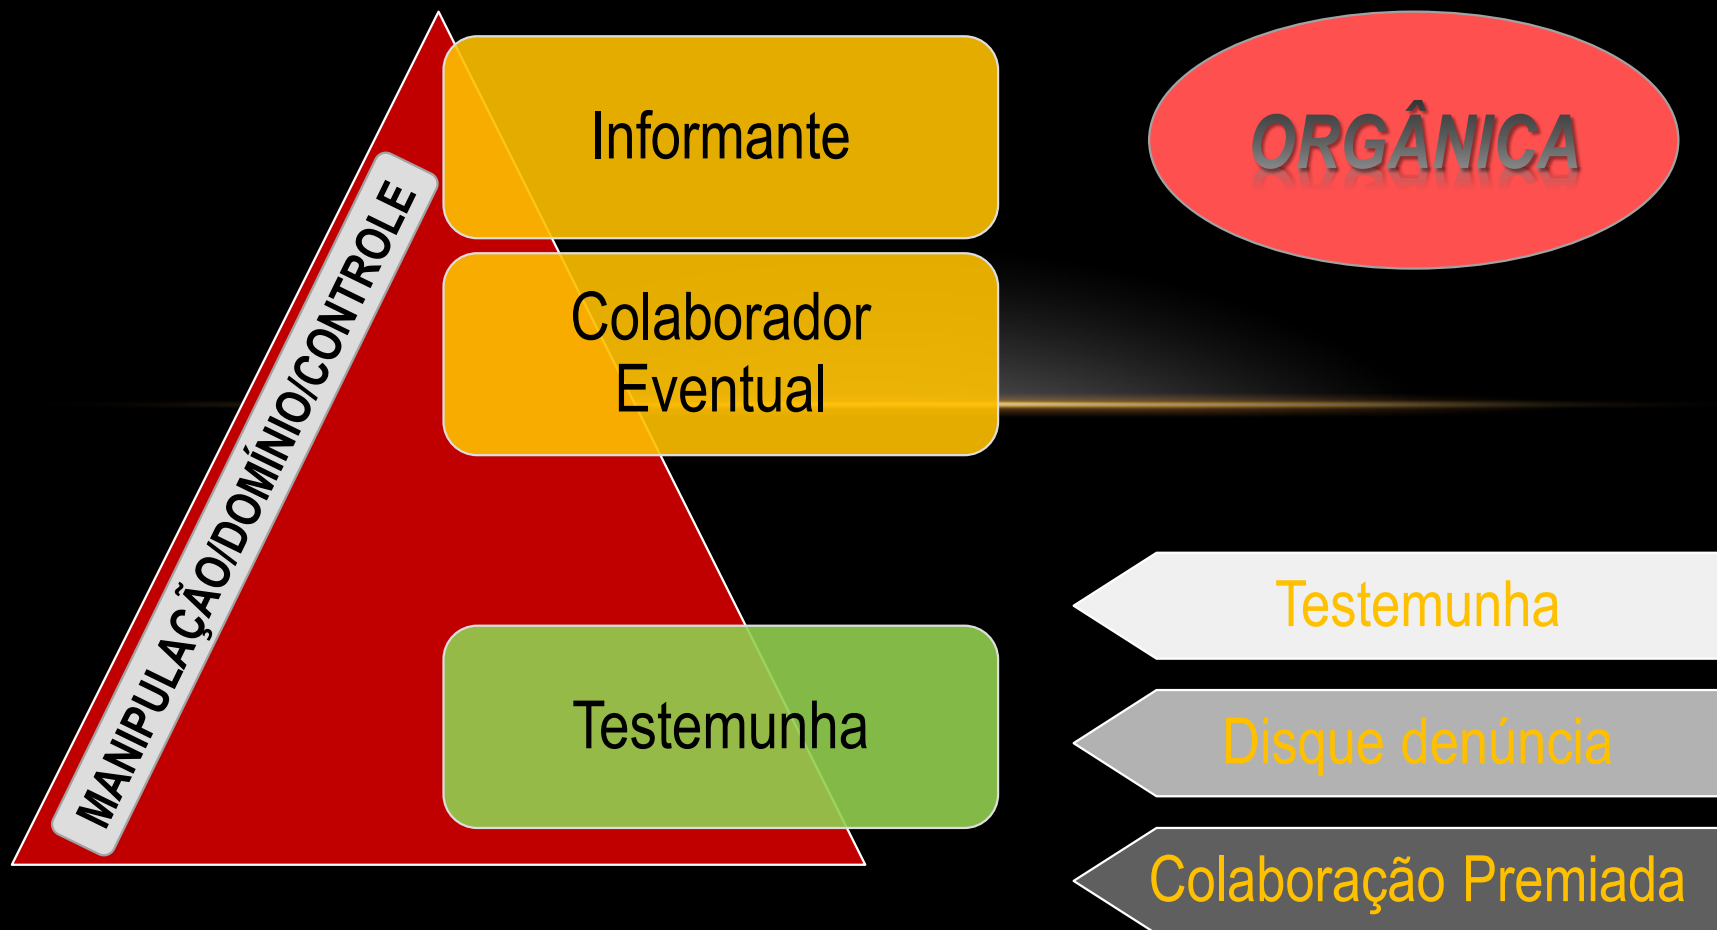 MANIPULAÇÃO/DOMÍNIO/CONTROLE
Informante
Colaborador
Eventual
Testemunha
ORGÂNICA
Testemunha
Disque denúncia
Colaboração Premiada